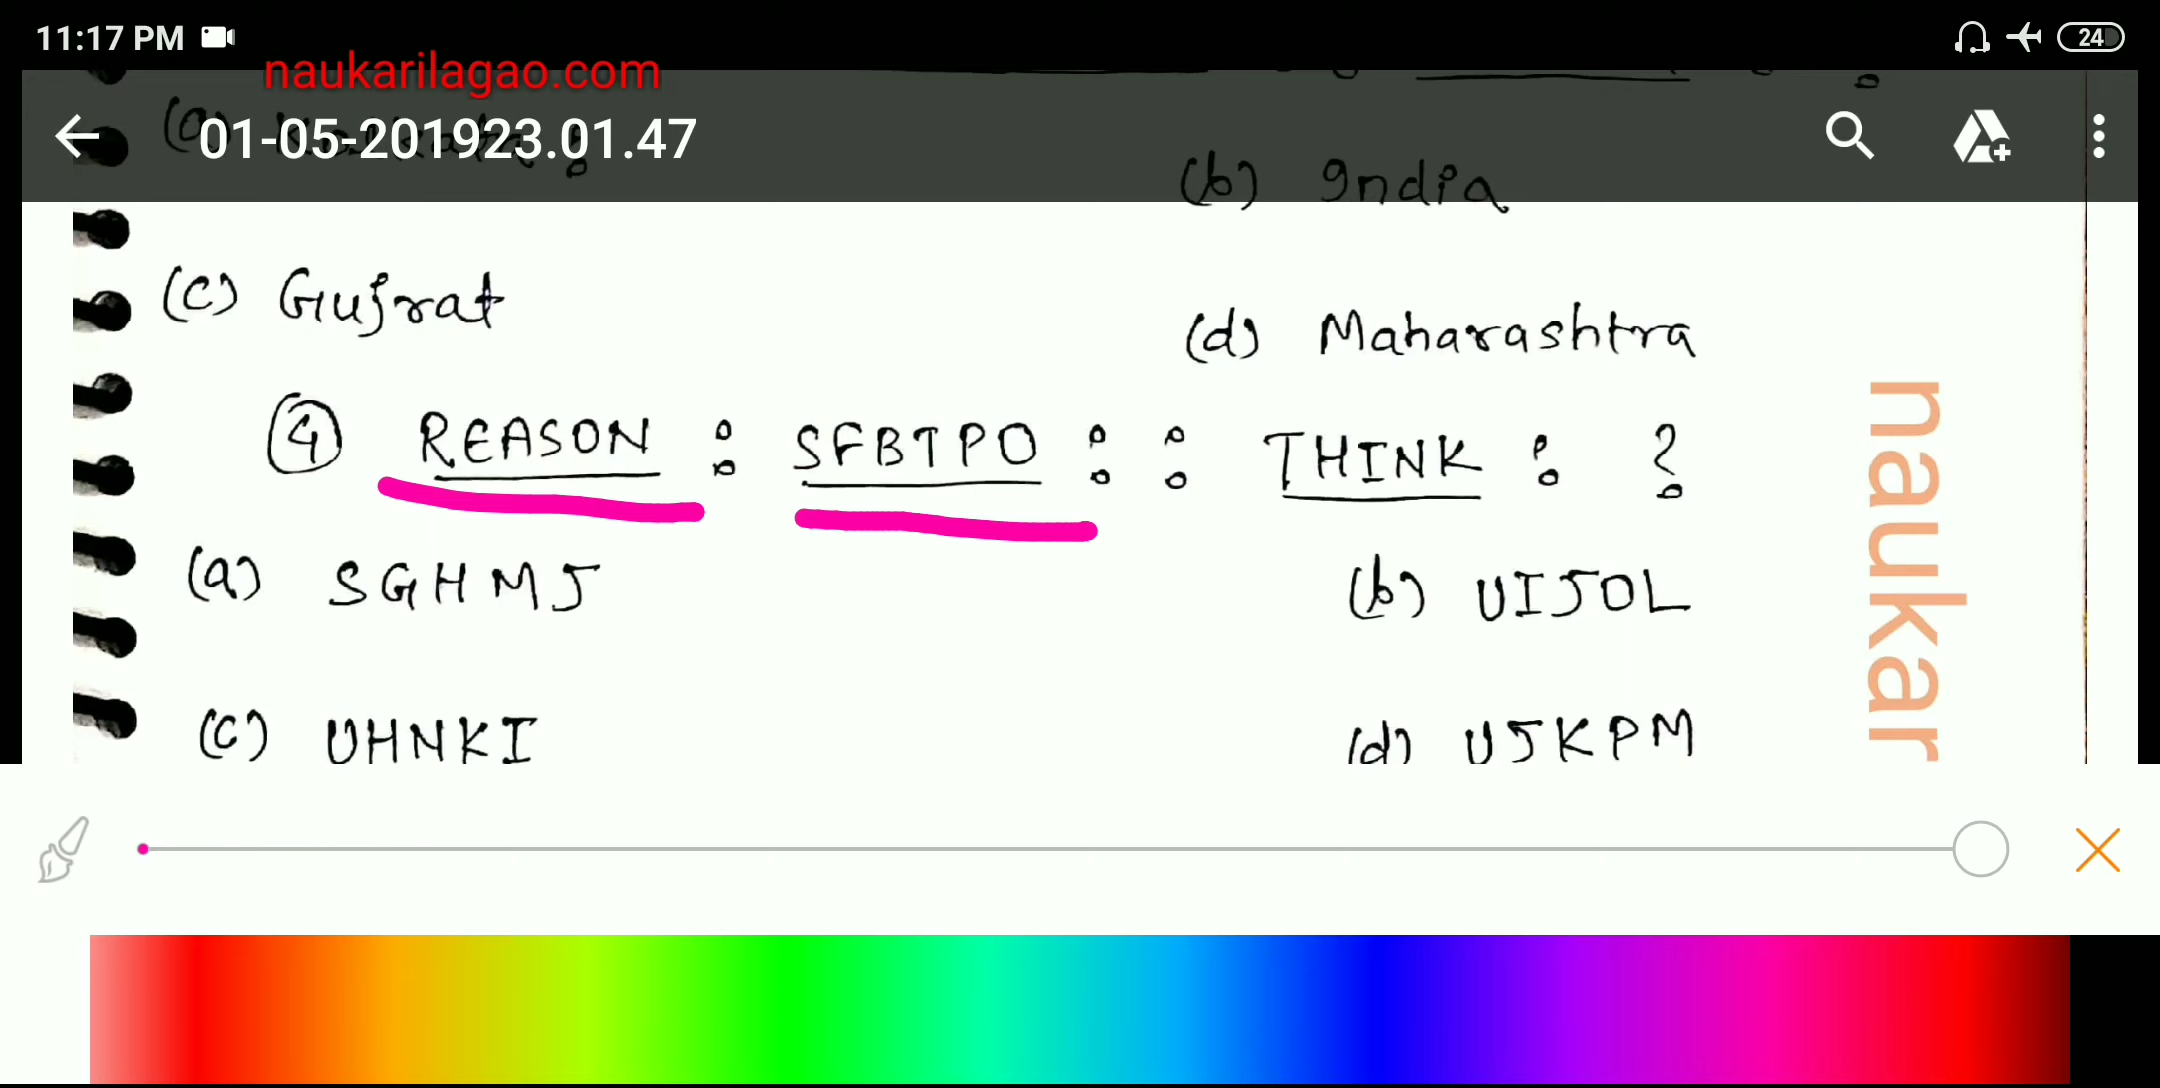 11:17 PM 24
naukarilagao.com
01-05-201923.01.47
(a)
(b) India
(c) Gujrat
(d) Maharashtra
④ REASON : SFBTPO : : THINK : ?
(a) SGHMJ
(b) UIJOL
(c) UHNKI
(d) UJKPM
naukar